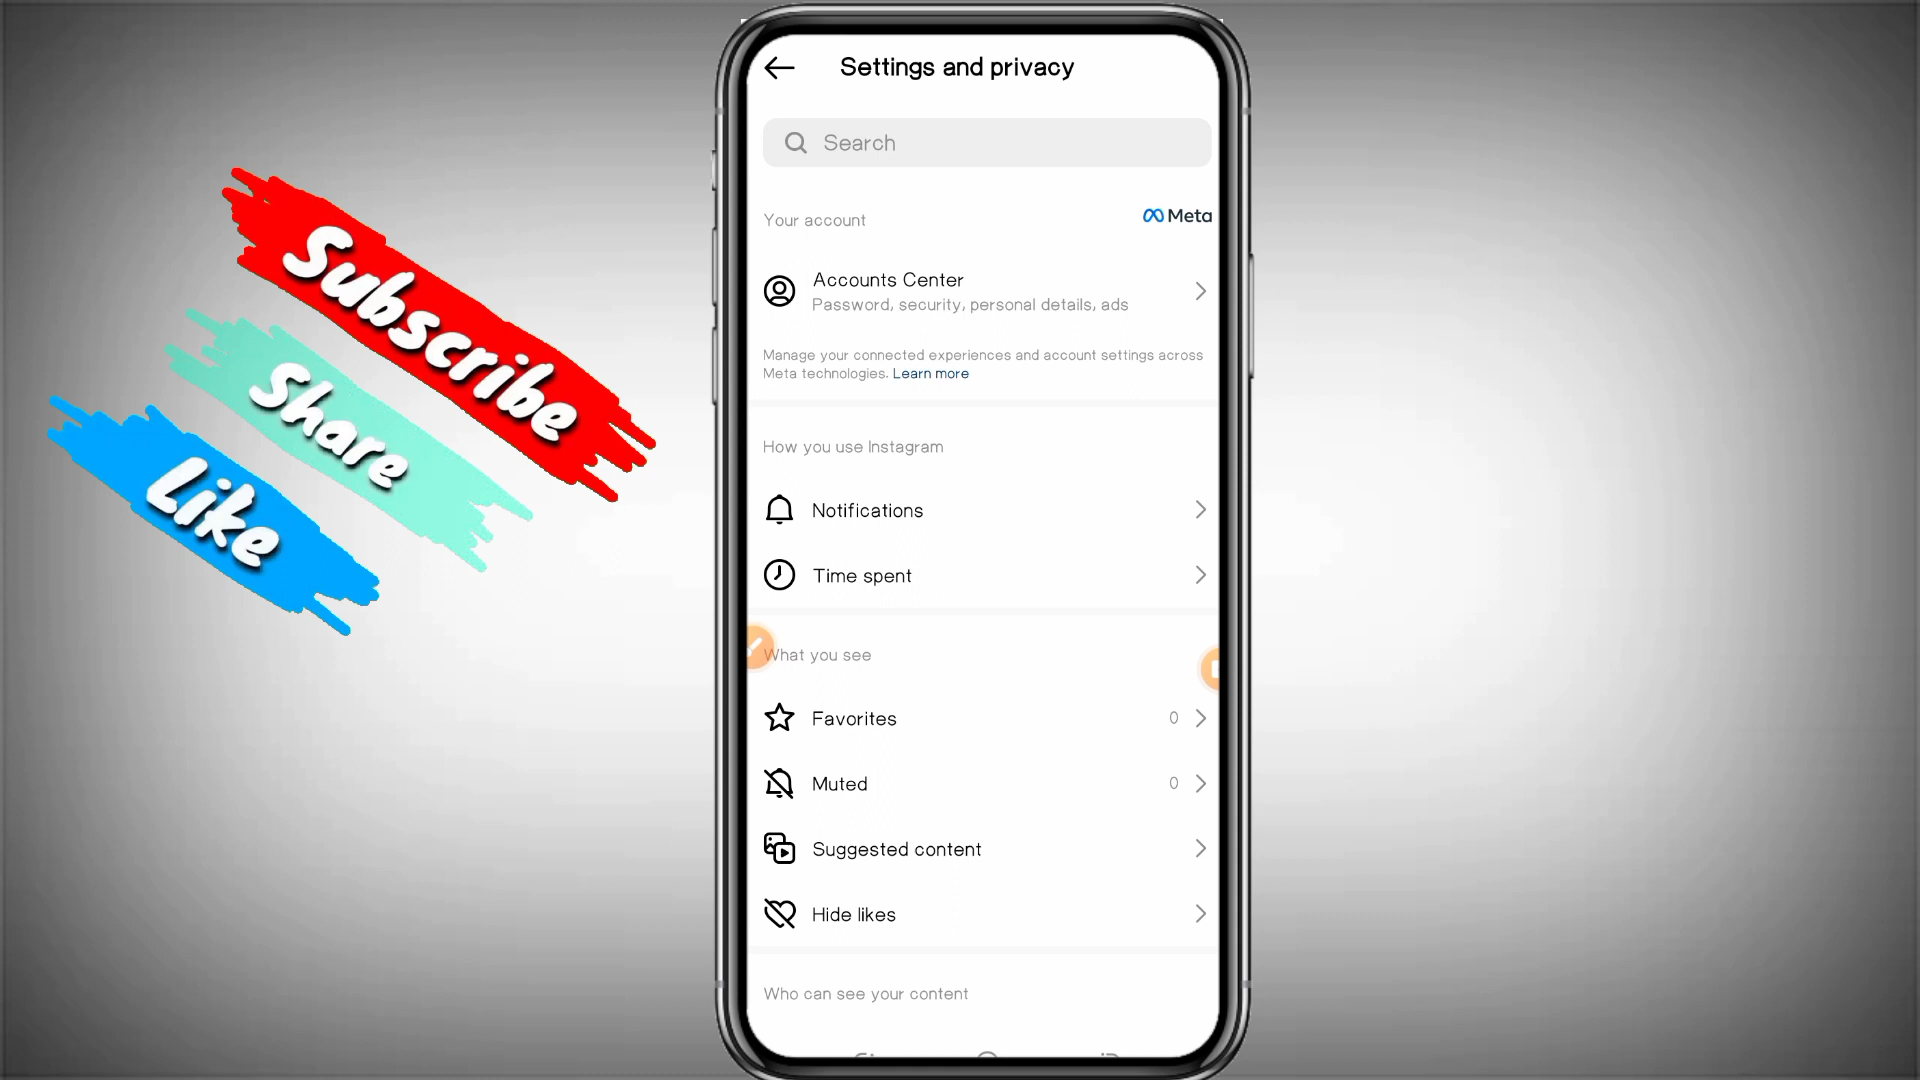 Settings and privacy
Search
Your account
Meta
Accounts Center
Password, security, personal details, ads
Manage your connected experiences and account settings across
Meta technologies. Learn more
How you use Instagram
Notifications
Time spent
What you see
Favorites 0
Muted 0
Suggested content
Hide likes
Who can see your content
Subscribe
Share
Like